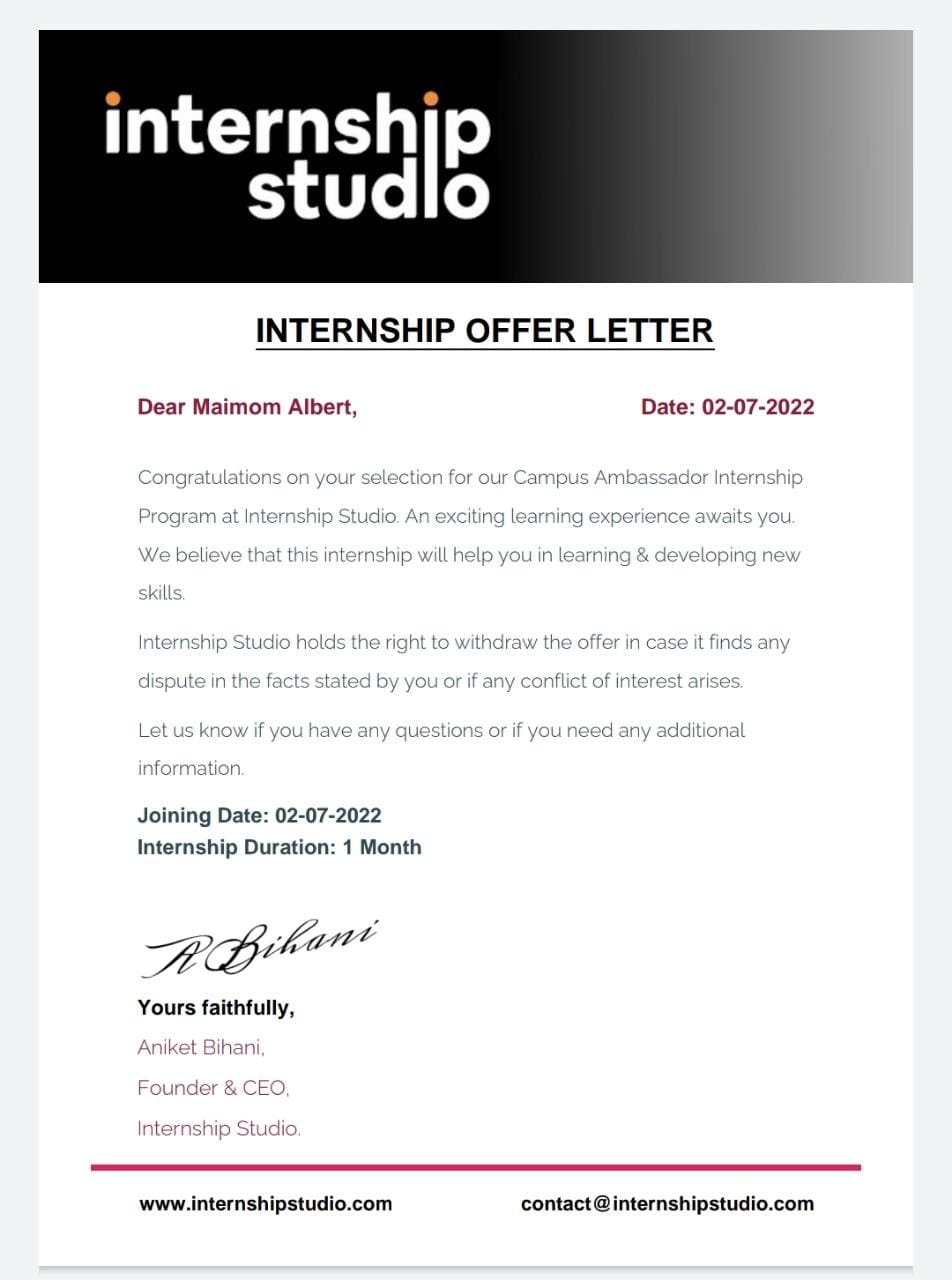 internship
studio
INTERNSHIP OFFER LETTER
Dear Maimom Albert, Date: 02-07-2022
Congratulations on your selection for our Campus Ambassador Internship
Program at Internship Studio. An exciting learning experience awaits you.
We believe that this internship will help you in learning & developing new
skills.
Internship Studio holds the right to withdraw the offer in case it finds any
dispute in the facts stated by you or if any conflict of interest arises.
Let us know if you have any questions or if you need any additional
information.
Joining Date: 02-07-2022
Internship Duration: 1 Month
A Bihani
Yours faithfully,
Aniket Bihani,
Founder & CEO,
Internship Studio.
www.internshipstudio.com contact@internshipstudio.com